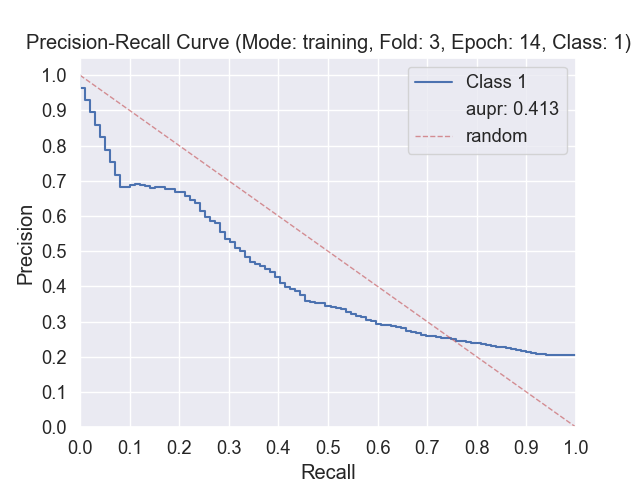 Precision-Recall Curve (Mode: training, Fold: 3, Epoch: 14, Class: 1)
1.0
0.9
0.8
0.7
0.6
0.5
0.4
0.3
0.2
0.1
0.0
Precision
Class 1
aupr: 0.413
random
0.0 0.1 0.2 0.3 0.4 0.5 0.6 0.7 0.8 0.9 1.0
Recall